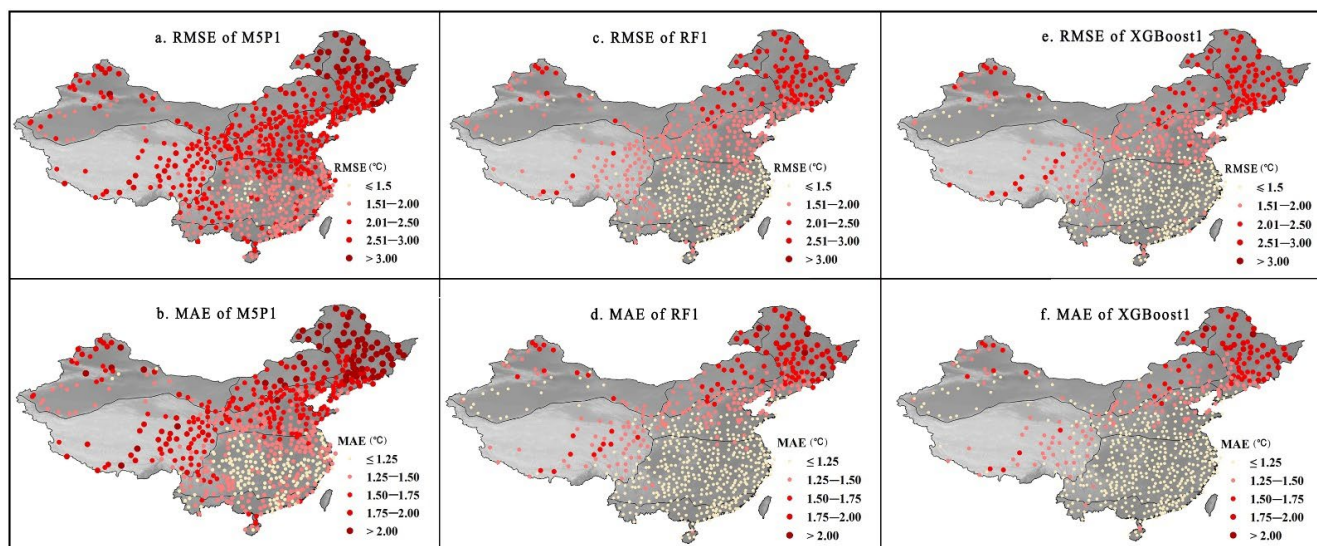 a. RMSE of M5P1
RMSE (℃)
≤ 1.5
1.51—2.00
2.01—2.50
2.51—3.00
> 3.00
c. RMSE of RF1
RMSE (℃)
≤ 1.5
1.51—2.00
2.01—2.50
2.51—3.00
> 3.00
e. RMSE of XGBoost1
RMSE (℃)
≤ 1.5
1.51—2.00
2.01—2.50
2.51—3.00
> 3.00
b. MAE of M5P1
MAE (℃)
≤ 1.25
1.25—1.50
1.50—1.75
1.75—2.00
> 2.00
d. MAE of RF1
MAE (℃)
≤ 1.25
1.25—1.50
1.50—1.75
1.75—2.00
> 2.00
f. MAE of XGBoost1
MAE (℃)
≤ 1.25
1.25—1.50
1.50—1.75
1.75—2.00
> 2.00